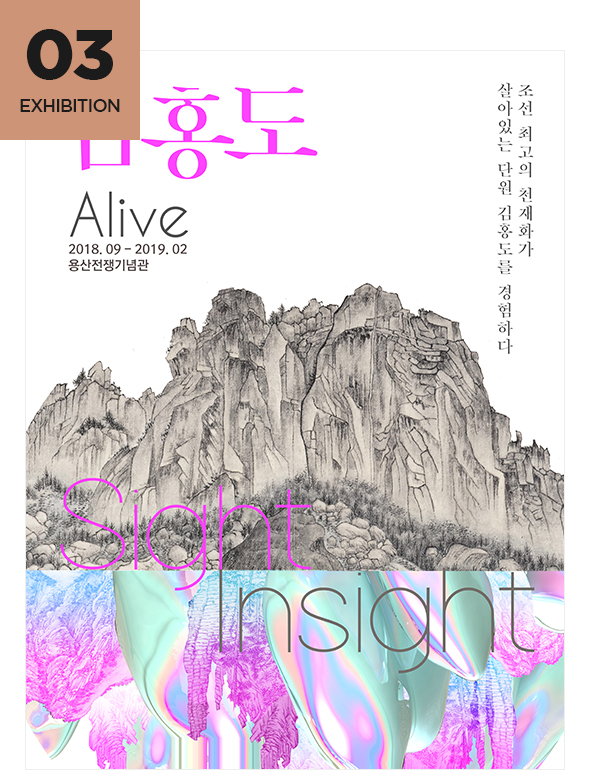 03
EXHIBITION
김홍도
Alive
2018. 09 – 2019. 02
용산전쟁기념관
조선 최고의 천재화가
살아있는 단원 김홍도를 경험하다
Sight
Insight